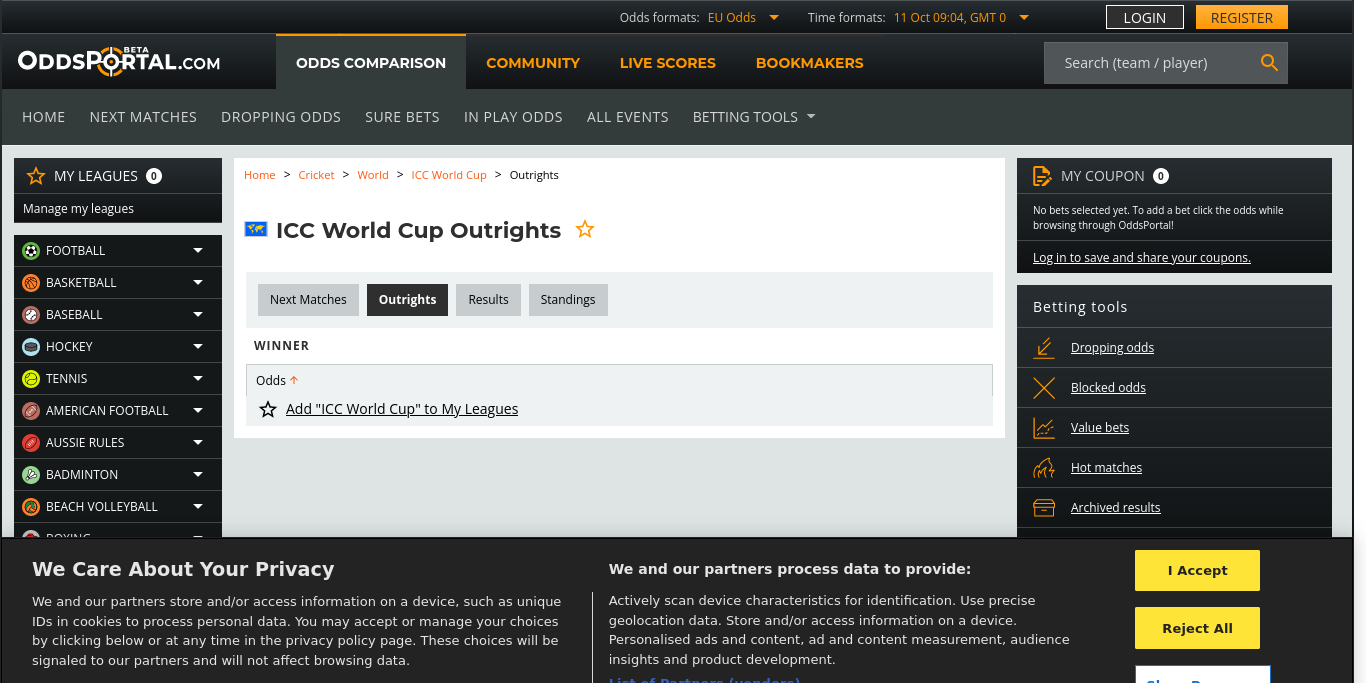 Odds formats: EU Odds Time formats: 11 Oct 09:04, GMT 0 LOGIN REGISTER
ODDSPORTAL.COM BETA
ODDS COMPARISON COMMUNITY LIVE SCORES BOOKMAKERS Search (team / player)
HOME NEXT MATCHES DROPPING ODDS SURE BETS IN PLAY ODDS ALL EVENTS BETTING TOOLS
MY LEAGUES 0
Manage my leagues
FOOTBALL
BASKETBALL
BASEBALL
HOCKEY
TENNIS
AMERICAN FOOTBALL
AUSSIE RULES
BADMINTON
BEACH VOLLEYBALL
BOXING
Home > Cricket > World > ICC World Cup > Outrights
ICC World Cup Outrights
Next Matches Outrights Results Standings
WINNER
Odds
Add "ICC World Cup" to My Leagues
MY COUPON 0
No bets selected yet. To add a bet click the odds while
browsing through OddsPortal!
Log in to save and share your coupons.
Betting tools
Dropping odds
Blocked odds
Value bets
Hot matches
Archived results
We Care About Your Privacy
We and our partners store and/or access information on a device, such as unique
IDs in cookies to process personal data. You may accept or manage your choices
by clicking below or at any time in the privacy policy page. These choices will be
signaled to our partners and will not affect browsing data.
We and our partners process data to provide:
Actively scan device characteristics for identification. Use precise
geolocation data. Store and/or access information on a device.
Personalised ads and content, ad and content measurement, audience
insights and product development.
List of Partners (vendors)
I Accept
Reject All